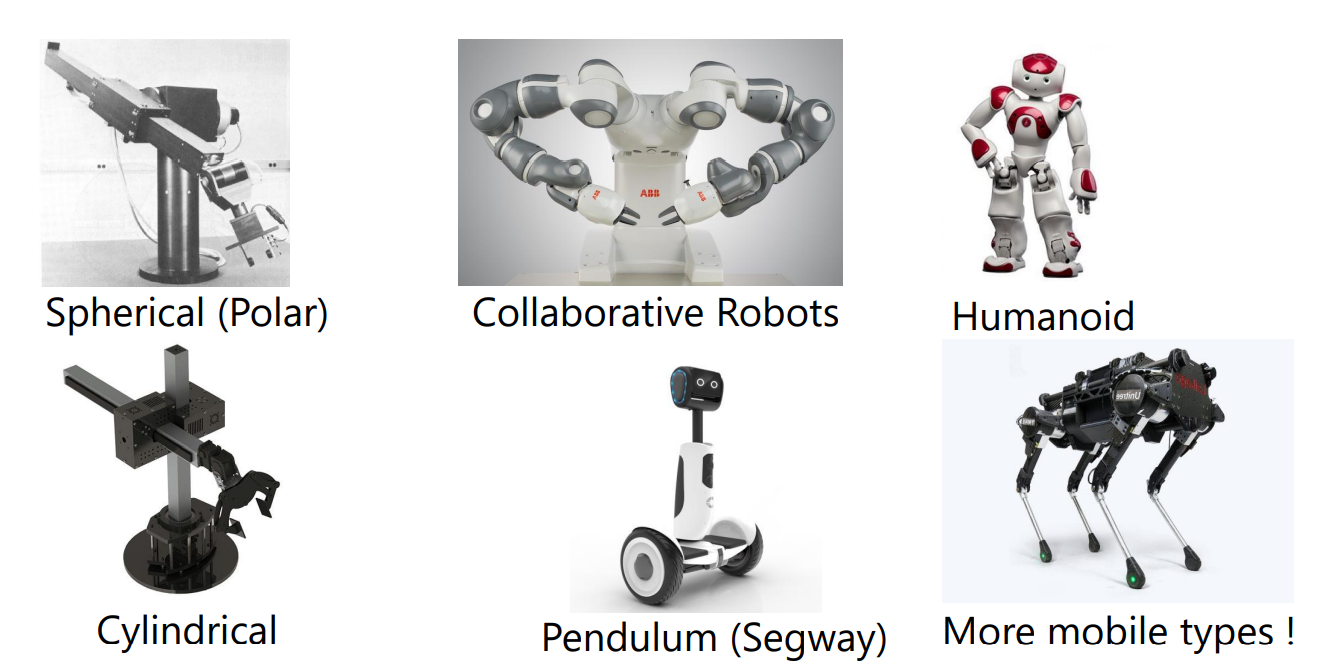 ABB
ABB
ABB
Spherical (Polar)
Collaborative Robots
Humanoid
Unitree
Cylindrical
Pendulum (Segway)
More mobile types !